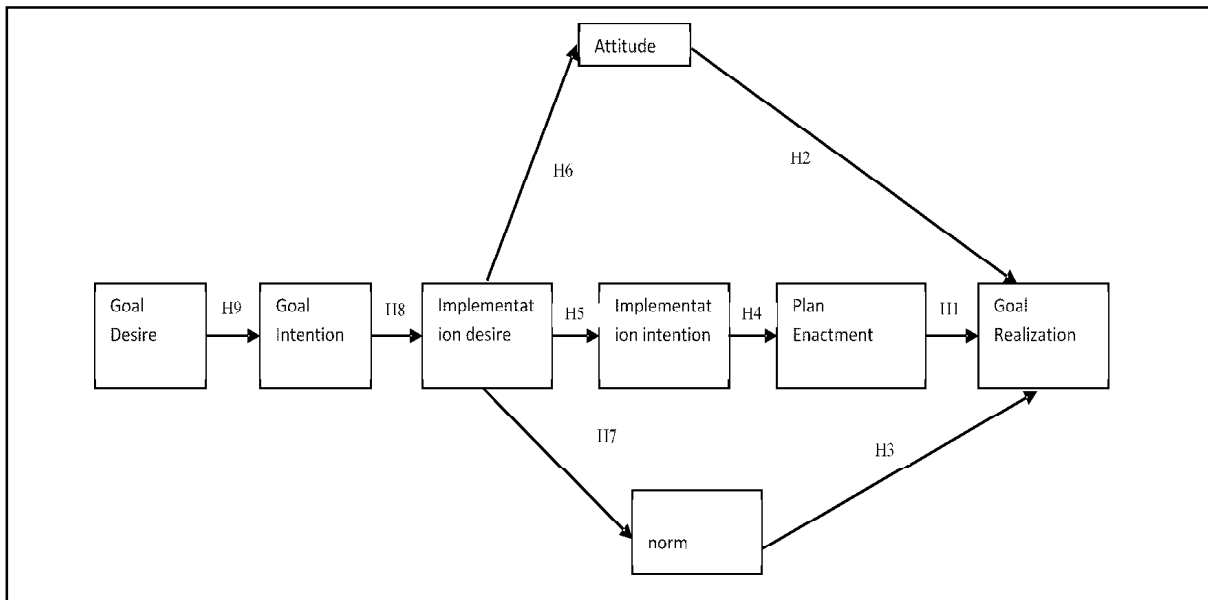 Attitude
H2
H6
Goal
Desire
H9
Goal
Intention
H8
Implementat
ion desire
H5
Implementat
ion intention
H4
Plan
Enactment
H1
Goal
Realization
H7
H3
norm